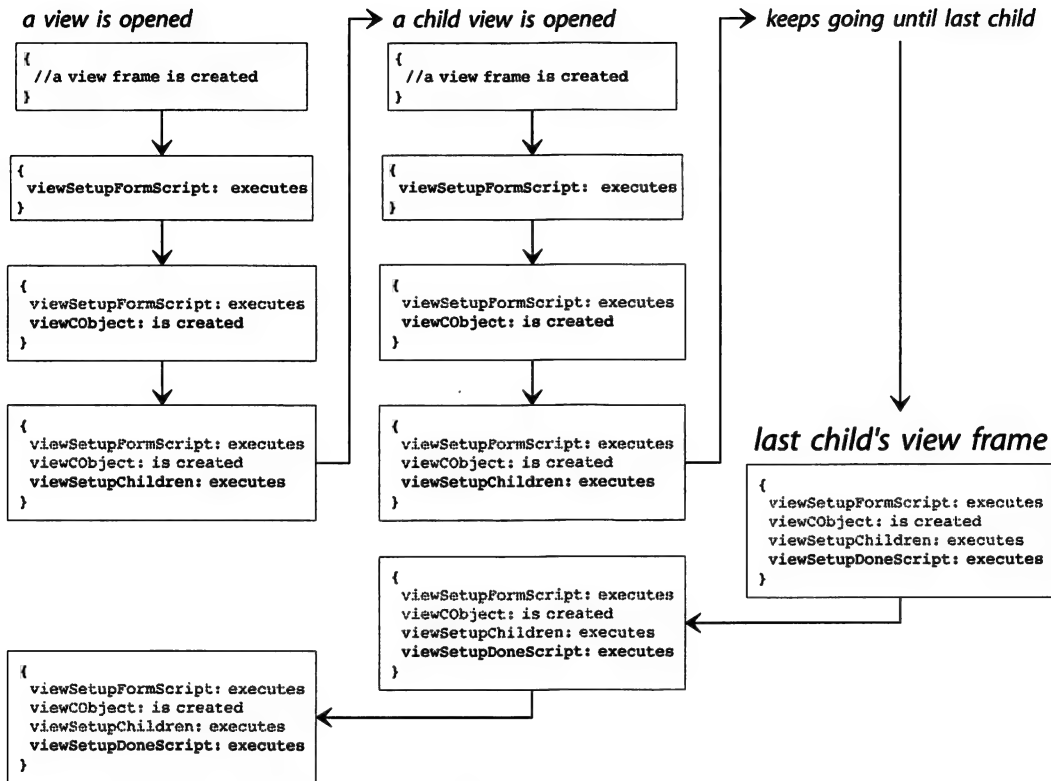 a view is opened
{
//a view frame is created
}
{
viewSetupFormScript: executes
}
{
viewSetupFormScript: executes
viewCObject: is created
}
{
viewSetupFormScript: executes
viewCObject: is created
viewSetupChildren: executes
}
a child view is opened
{
//a view frame is created
}
{
viewSetupFormScript: executes
}
{
viewSetupFormScript: executes
viewCObject: is created
}
{
viewSetupFormScript: executes
viewCObject: is created
viewSetupChildren: executes
}
keeps going until last child
last child's view frame
{
viewSetupFormScript: executes
viewCObject: is created
viewSetupChildren: executes
viewSetupDoneScript: executes
}
{
viewSetupFormScript: executes
viewCObject: is created
viewSetupChildren: executes
viewSetupDoneScript: executes
}
{
viewSetupFormScript: executes
viewCObject: is created
viewSetupChildren: executes
viewSetupDoneScript: executes
}